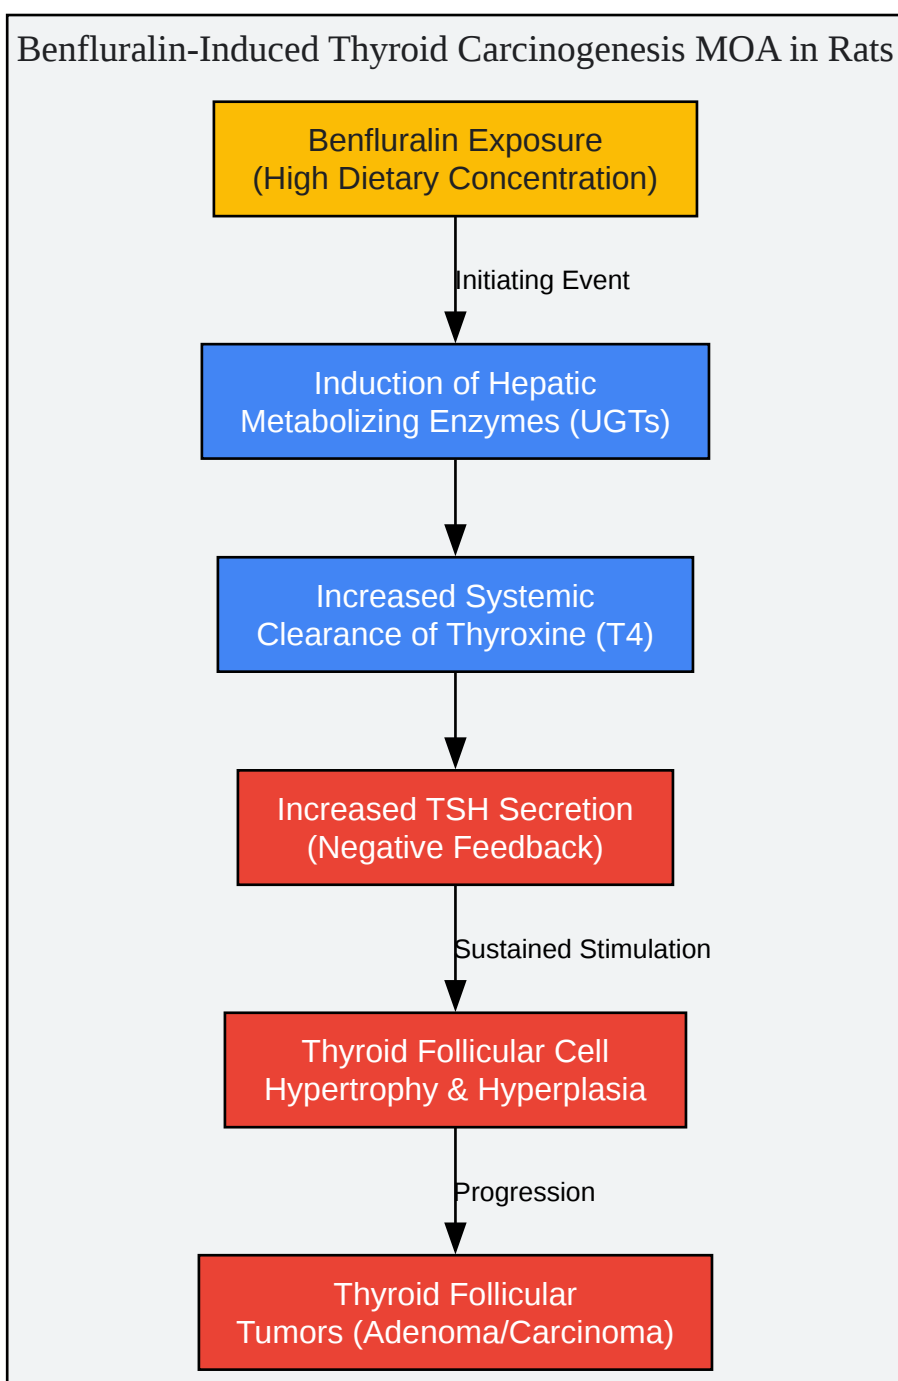 Benfluralin-Induced Thyroid Carcinogenesis MOA in Rats
Benfluralin Exposure
(High Dietary Concentration)
Initiating Event
Induction of Hepatic
Metabolizing Enzymes (UGTs)
Increased Systemic
Clearance of Thyroxine (T4)
Increased TSH Secretion
(Negative Feedback)
Sustained Stimulation
Thyroid Follicular Cell
Hypertrophy & Hyperplasia
Progression
Thyroid Follicular
Tumors (Adenoma/Carcinoma)